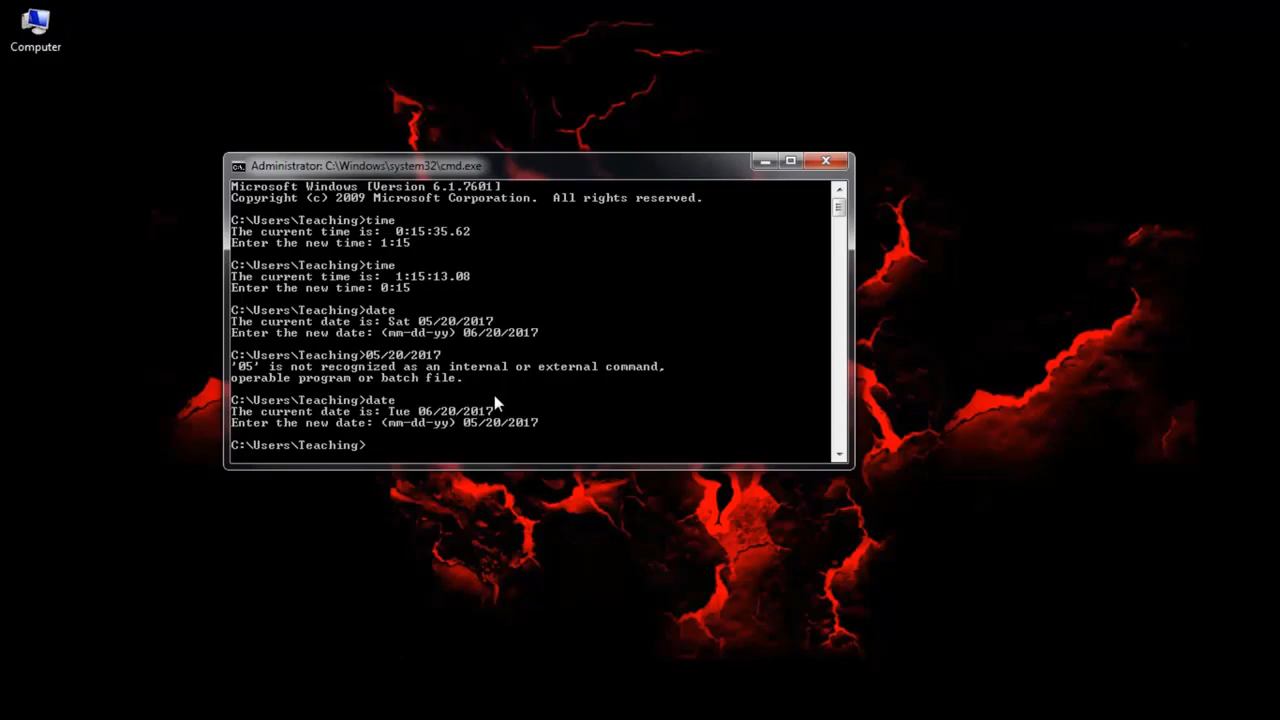 Computer
Administrator: C:\Windows\system32\cmd.exe
Microsoft Windows [Version 6.1.7601]
Copyright (c) 2009 Microsoft Corporation.  All rights reserved.
C:\Users\Teaching>time
The current time is:  0:15:35.62
Enter the new time: 1:15
C:\Users\Teaching>time
The current time is:  1:15:13.08
Enter the new time: 0:15
C:\Users\Teaching>date
The current date is: Sat 05/20/2017
Enter the new date: (mm-dd-yy) 06/20/2017
C:\Users\Teaching>05/20/2017
'05' is not recognized as an internal or external command,
operable program or batch file.
C:\Users\Teaching>date
The current date is: Tue 06/20/2017
Enter the new date: (mm-dd-yy) 05/20/2017
C:\Users\Teaching>